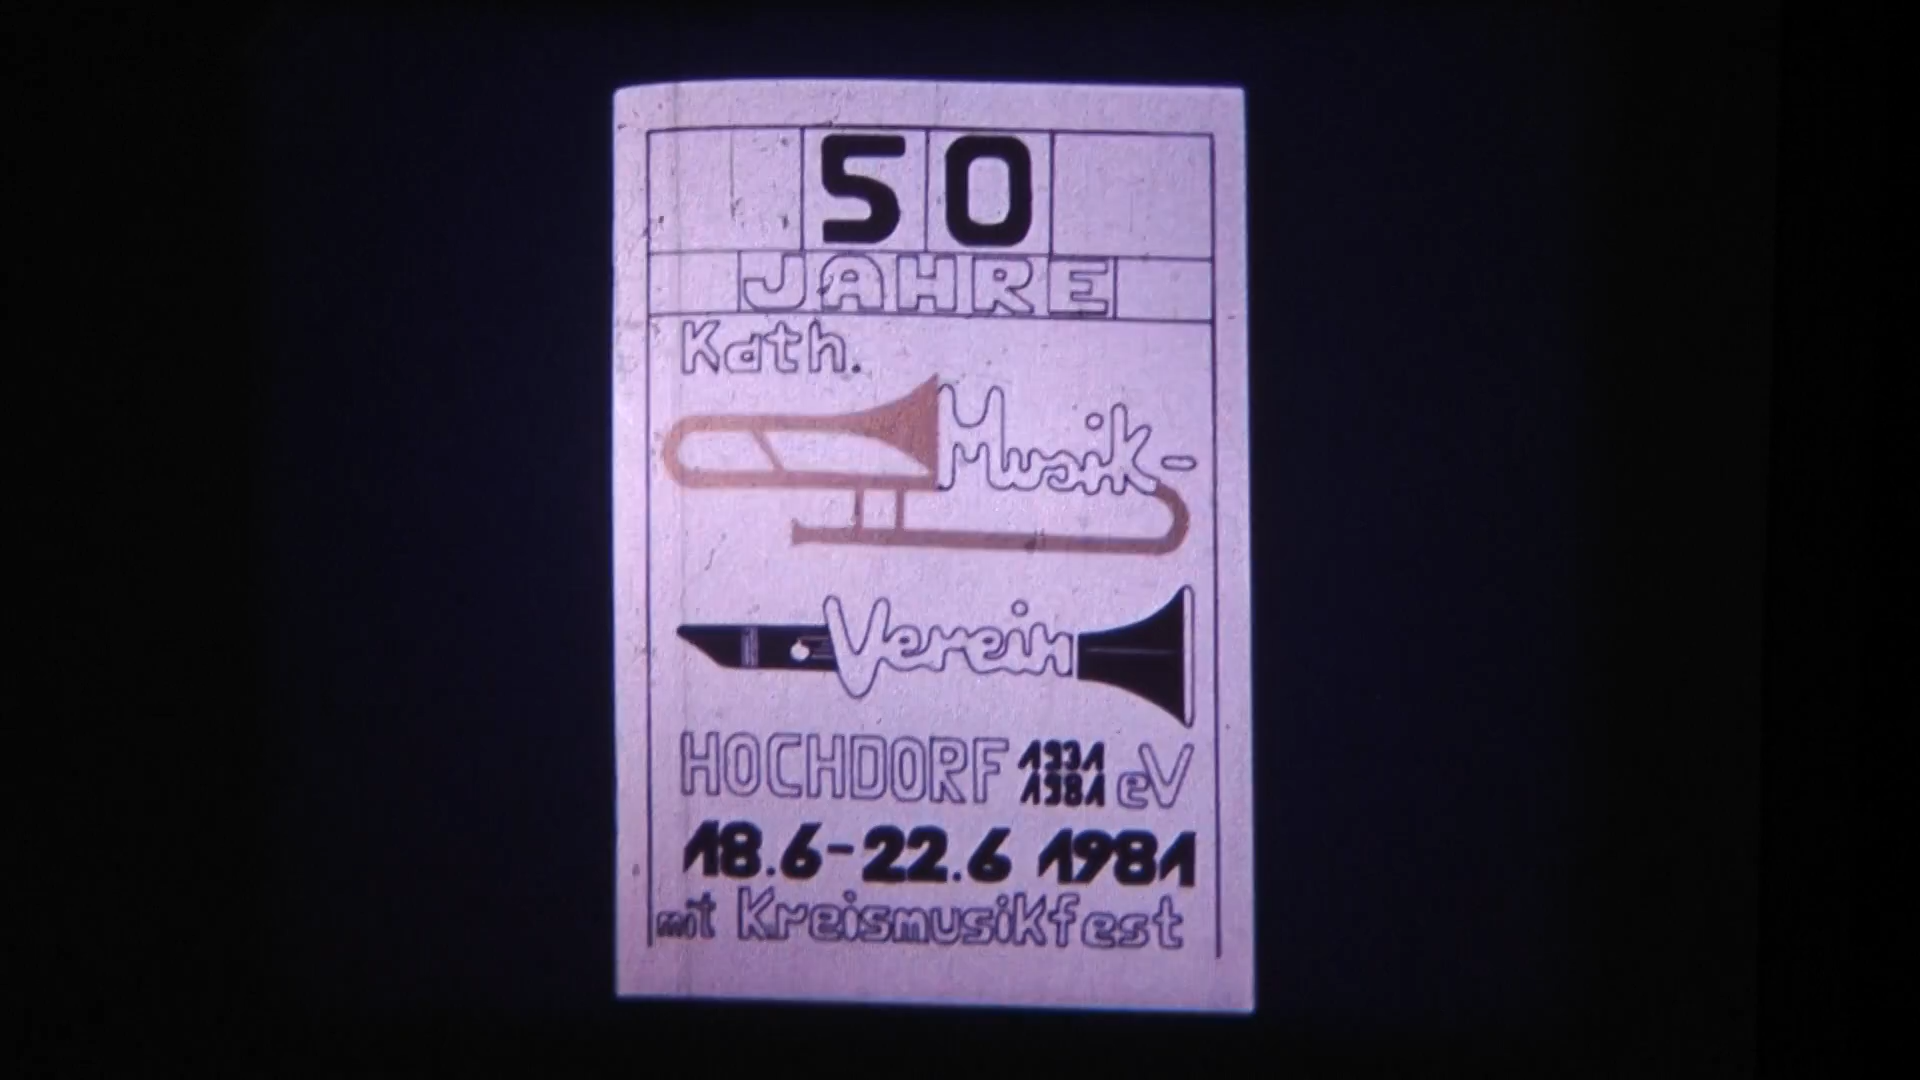 50
JAHRE
Kath.
Musik-
Verein
HOCHDORF 1931 1981 eV
18.6-22.6 1981
mit Kreismusikfest